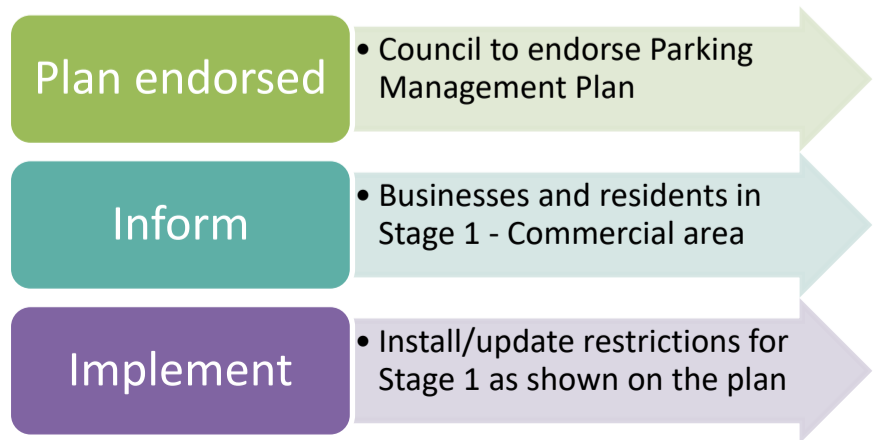 Plan endorsed
• Council to endorse Parking
Management Plan
Inform
• Businesses and residents in
Stage 1 - Commercial area
Implement
• Install/update restrictions for
Stage 1 as shown on the plan